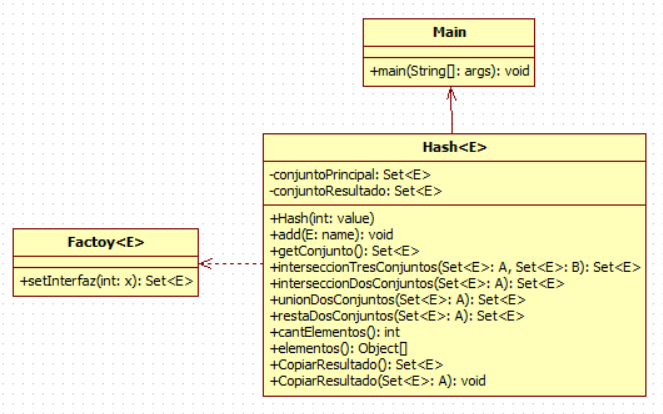 Main
+main(String[]: args): void
Hash<E>
-conjuntoPrincipal: Set<E>
-conjuntoResultado: Set<E>
+Hash(int: value)
+add(E: name): void
+getConjunto(): Set<E>
+interseccionTresConjuntos(Set<E>: A, Set<E>: B): Set<E>
+interseccionDosConjuntos(Set<E>: A): Set<E>
+unionDosConjuntos(Set<E>: A): Set<E>
+restaDosConjuntos(Set<E>: A): Set<E>
+cantElementos(): int
+elementos(): Object[]
+CopiarResultado(): Set<E>
+CopiarResultado(Set<E>: A): void
Factoy<E>
+setInterfaz(int: x): Set<E>